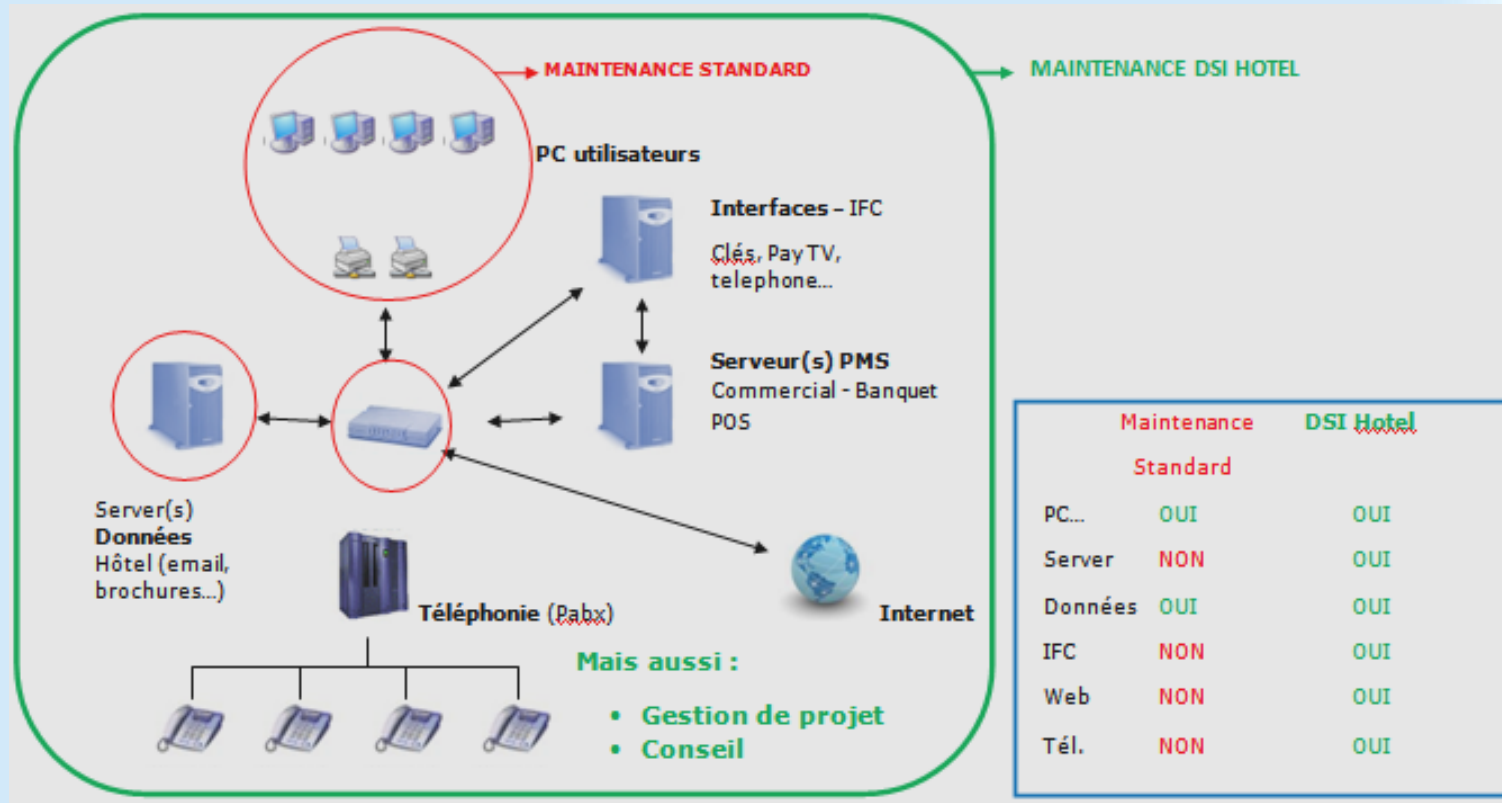 MAINTENANCE STANDARD
MAINTENANCE DSI HOTEL
PC utilisateurs
Interfaces – IFC
Clés, Pay TV,
telephone...
Serveur(s) PMS
Commercial - Banquet
POS
Server(s)
Données
Hôtel (email,
brochures...)
Téléphonie (Pabx)
Internet
Mais aussi :
• Gestion de projet
• Conseil
Maintenance DSI Hotel
Standard
PC... OUI OUI
Server NON OUI
Données OUI OUI
IFC NON OUI
Web NON OUI
Tél. NON OUI